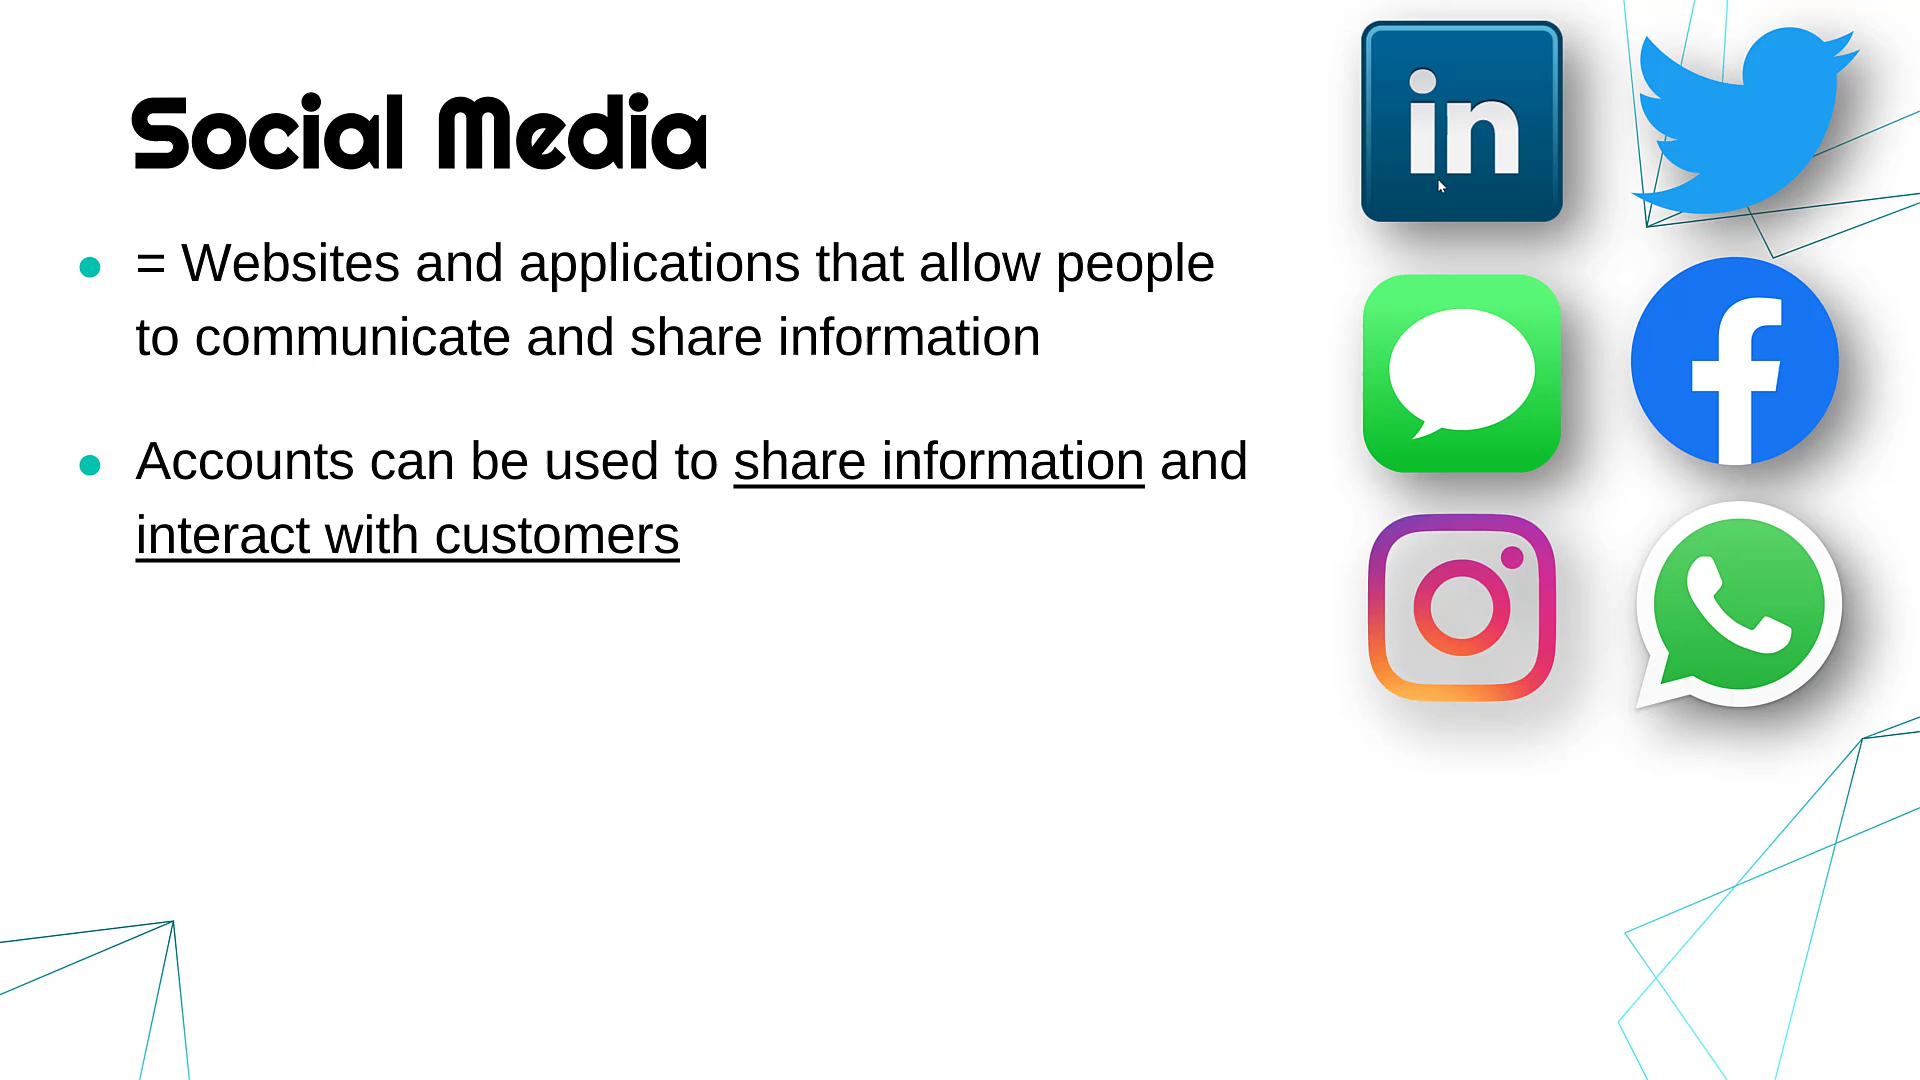 Social Media
= Websites and applications that allow people
to communicate and share information
Accounts can be used to share information and
interact with customers
in
f